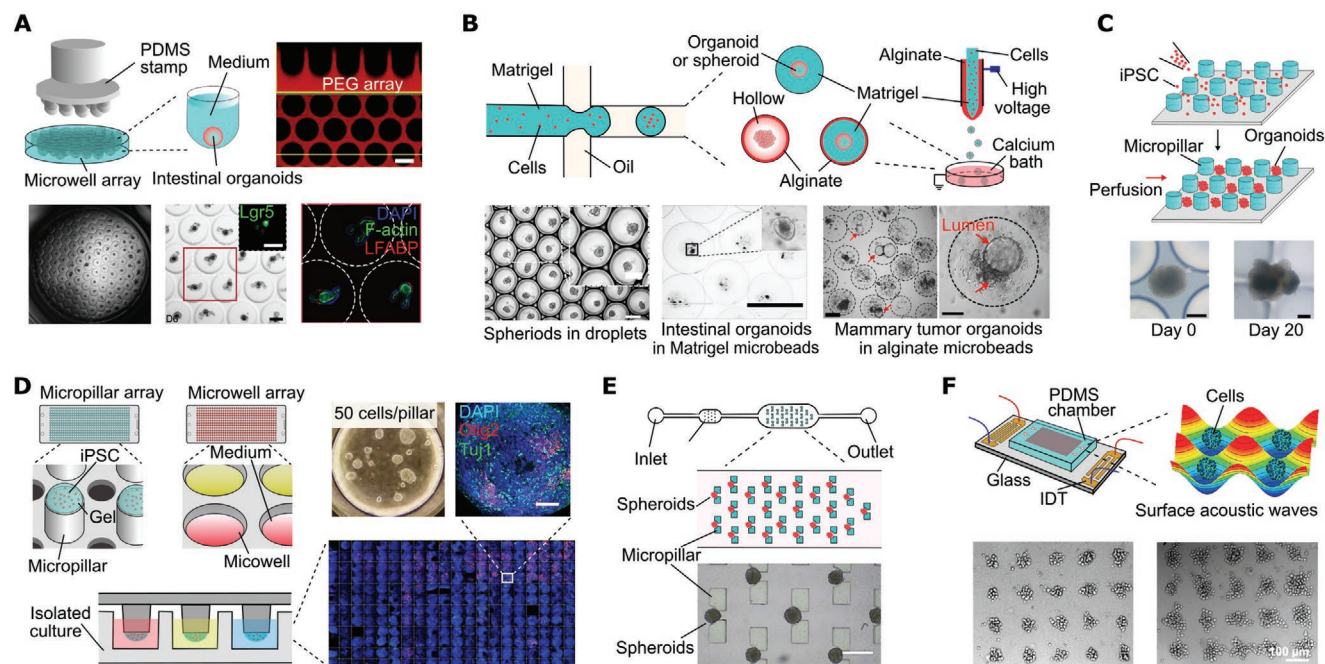 A
PDMS
stamp
Medium
Microwell array
Intestinal organoids
PEG array
Lgr5
D6
DAPI
F-actin
LFABP
B
Matrigel
Cells
Oil
Organoid
or spheroid
Hollow
Matrigel
Alginate
Alginate
Cells
High
voltage
Calcium
bath
Lumen
Spheriods in droplets
Intestinal organoids
in Matrigel microbeads
Mammary tumor organoids
in alginate microbeads
C
iPSC
Organoids
Micropillar
Perfusion
Day 0
Day 20
D
Micropillar array
Microwell array
iPSC
Gel
Micropillar
Medium
Micowell
Isolated
culture
50 cells/pillar
DAPI
Olig2
Tuj1
E
Inlet
Outlet
Spheroids
Micropillar
Spheroids
F
PDMS
chamber
Cells
Glass
IDT
Surface acoustic waves
100 µm